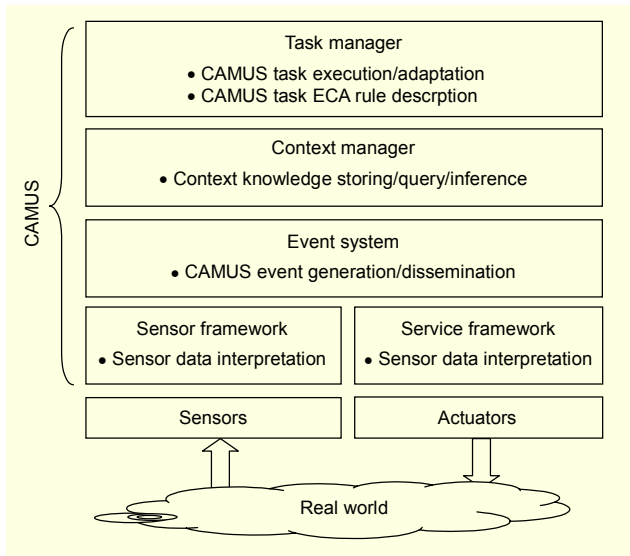 Task manager
• CAMUS task execution/adaptation
• CAMUS task ECA rule descrption
Context manager
• Context knowledge storing/query/inference
CAMUS
Event system
• CAMUS event generation/dissemination
Sensor framework
• Sensor data interpretation
Service framework
• Sensor data interpretation
Sensors
Actuators
Real world